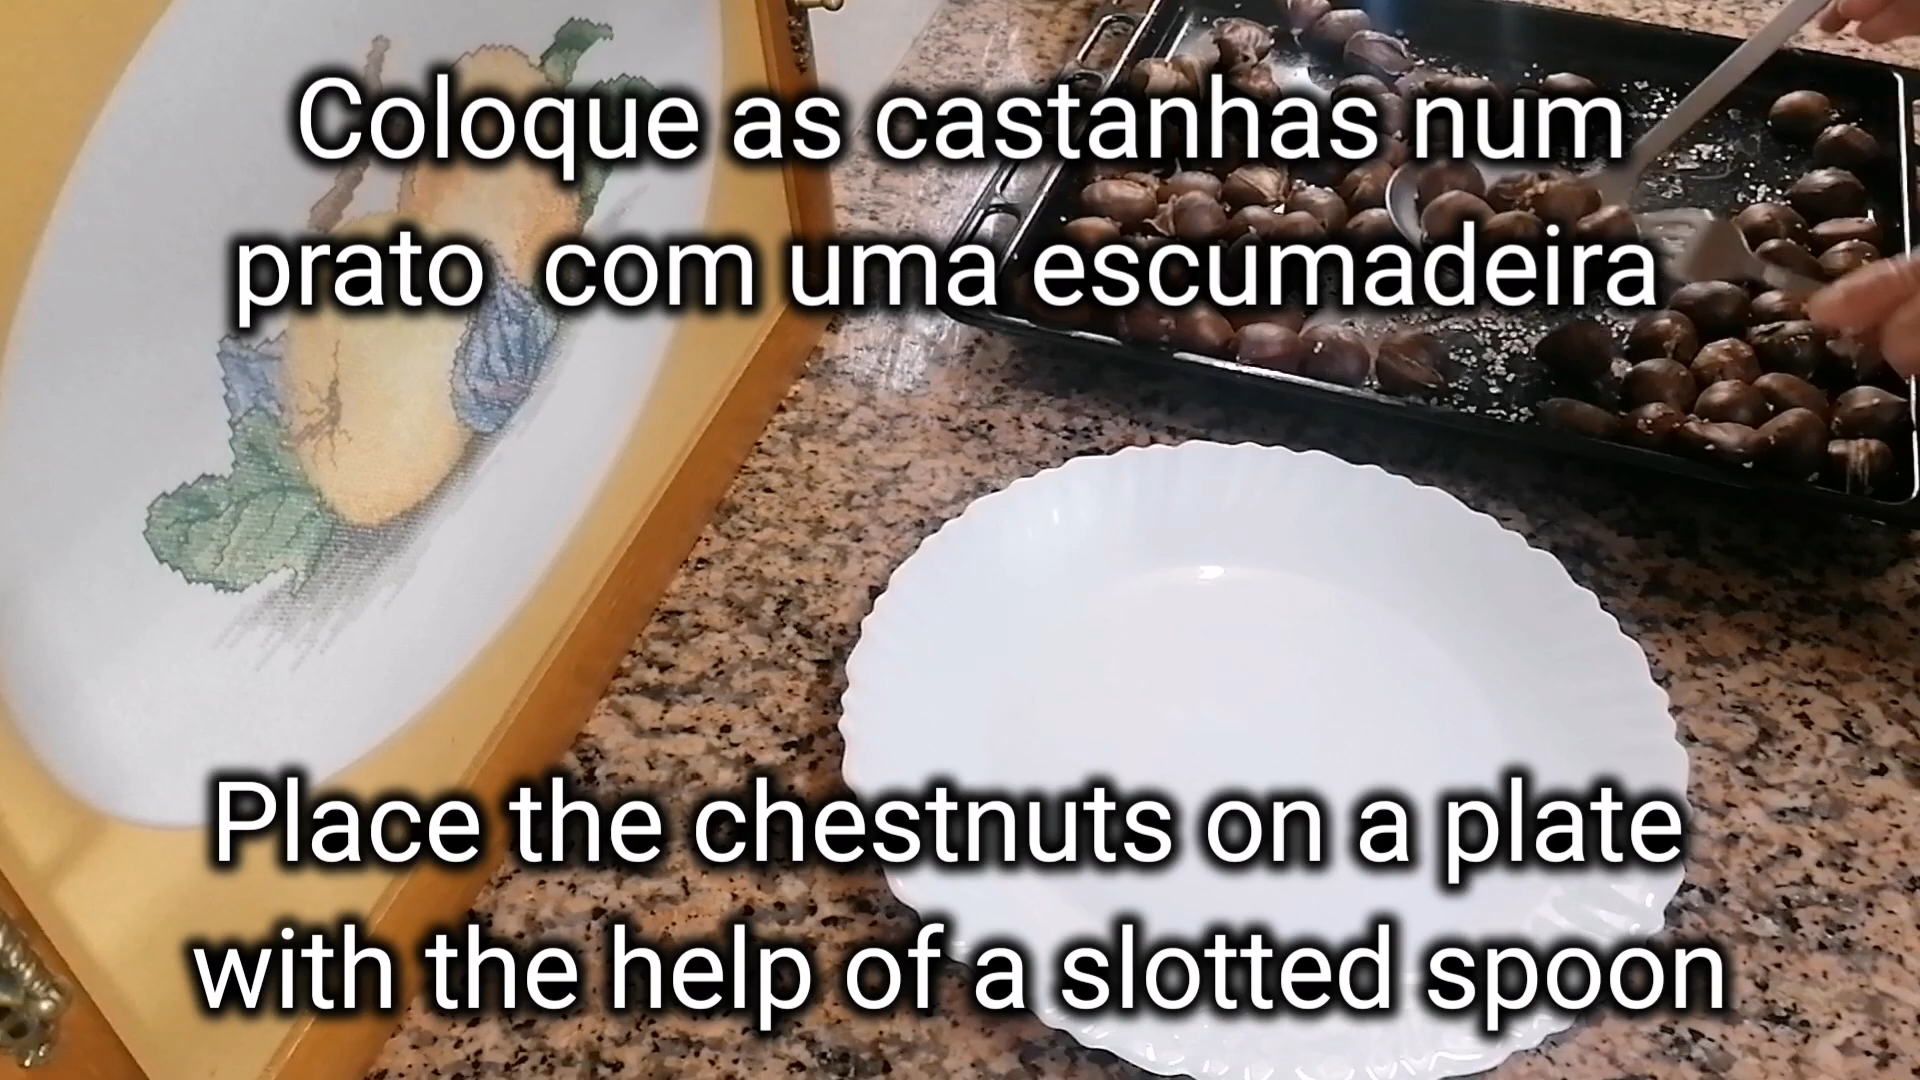 Coloque as castanhas num
prato com uma escumadeira
Place the chestnuts on a plate
with the help of a slotted spoon